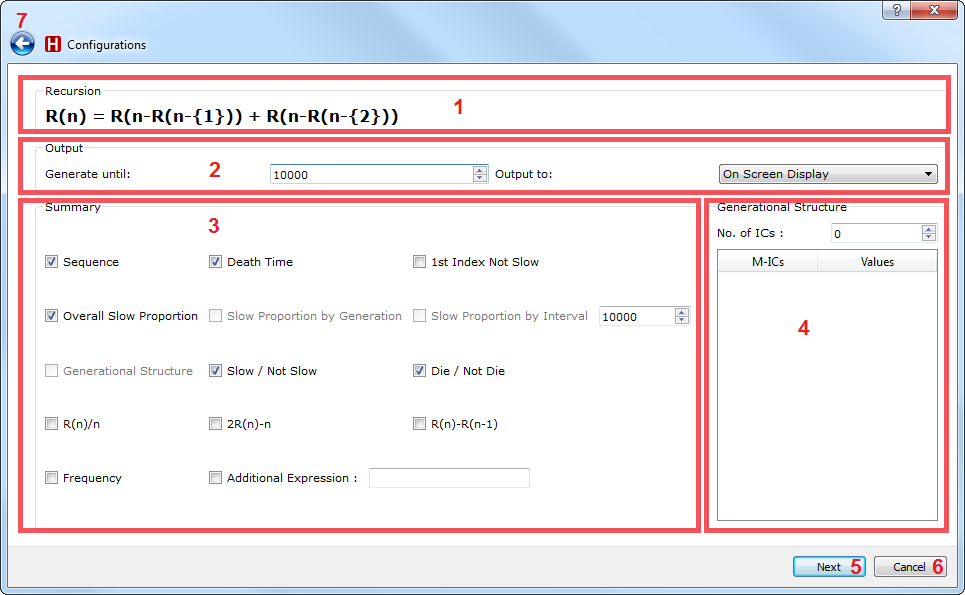 7
? X
H Configurations
Recursion
R(n) = R(n-R(n-{1})) + R(n-R(n-{2}))
1
Output
Generate until: 2 10000 Output to: On Screen Display
Summary
3
Sequence Death Time 1st Index Not Slow
Overall Slow Proportion Slow Proportion by Generation Slow Proportion by Interval 10000
Generational Structure Slow / Not Slow Die / Not Die
R(n)/n 2R(n)-n R(n)-R(n-1)
Frequency Additional Expression :
Generational Structure
No. of ICs : 0
M-ICs Values
4
Next 5 Cancel 6